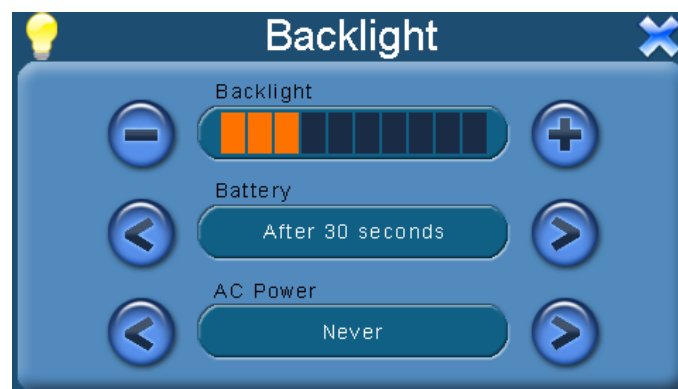 Backlight
Backlight
Battery
After 30 seconds
AC Power
Never